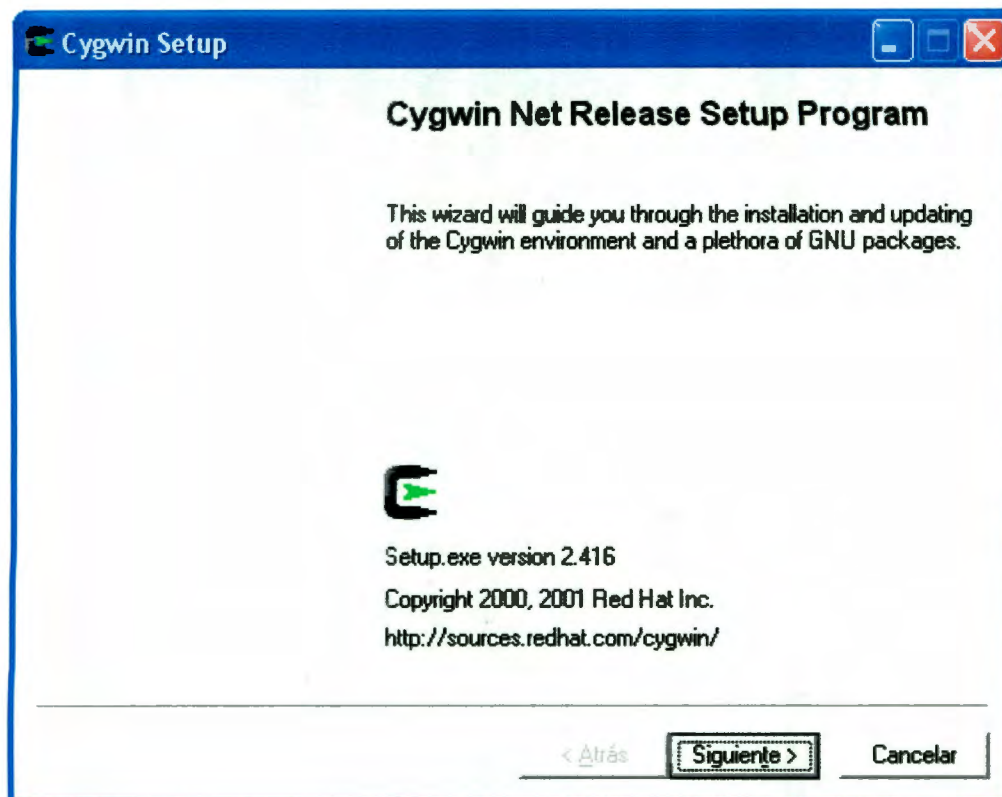 Cygwin Setup
Cygwin Net Release Setup Program
This wizard will guide you through the installation and updating
of the Cygwin environment and a plethora of GNU packages.
Setup.exe version 2.416
Copyright 2000, 2001 Red Hat Inc.
http://sources.redhat.com/cygwin/
< Atrás Siguiente > Cancelar